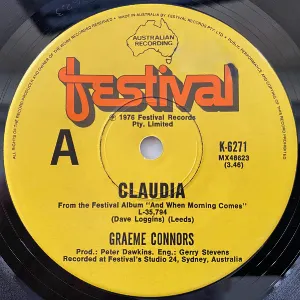 MADE IN AUSTRALIA BY FESTIVAL RECORDS
AUSTRALIAN
RECORDING
festival
℗ 1976 Festival Records
Pty. Limited
A
K-6271
MX48623
(3.46)
CLAUDIA
From the Festival Album "And When Morning Comes"
L-35,794
(Dave Loggins) (Leeds)
GRAEME CONNORS
Prod.: Peter Dawkins. Eng.: Gerry Stevens
Recorded at Festival's Studio 24, Sydney, Australia